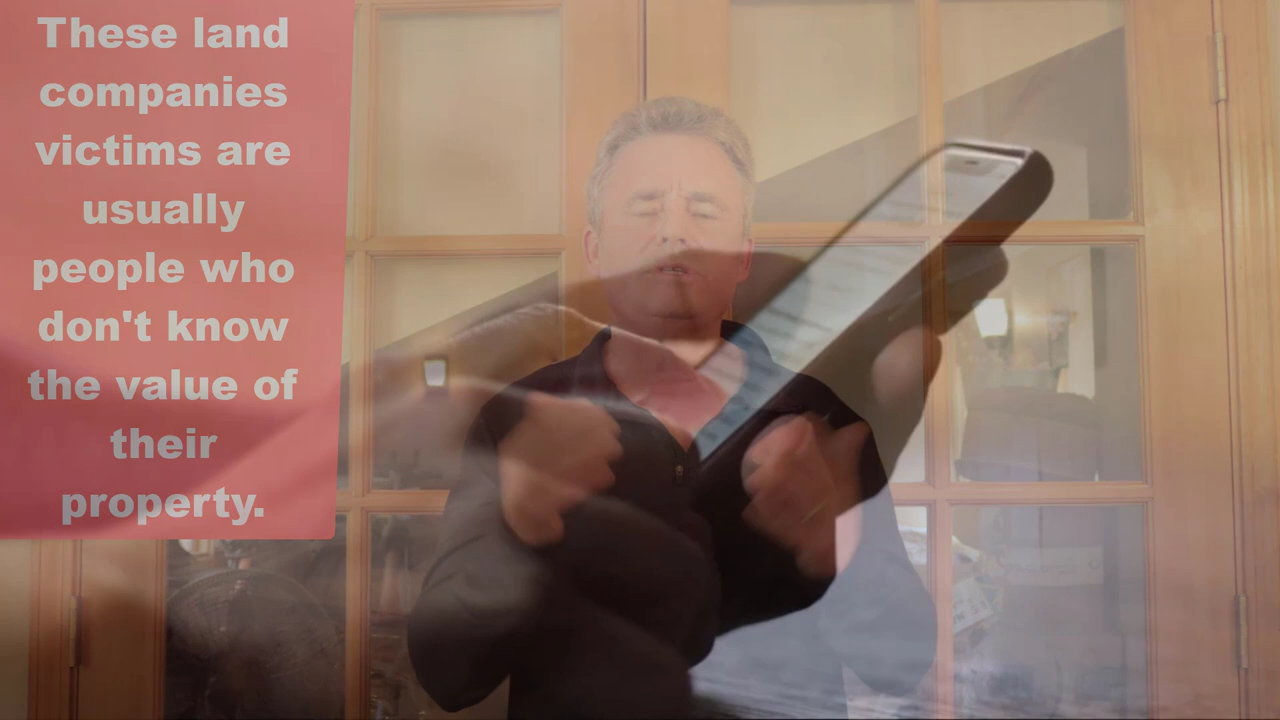 These land
companies
victims are
usually
people who
don't know
the value of
their
property.